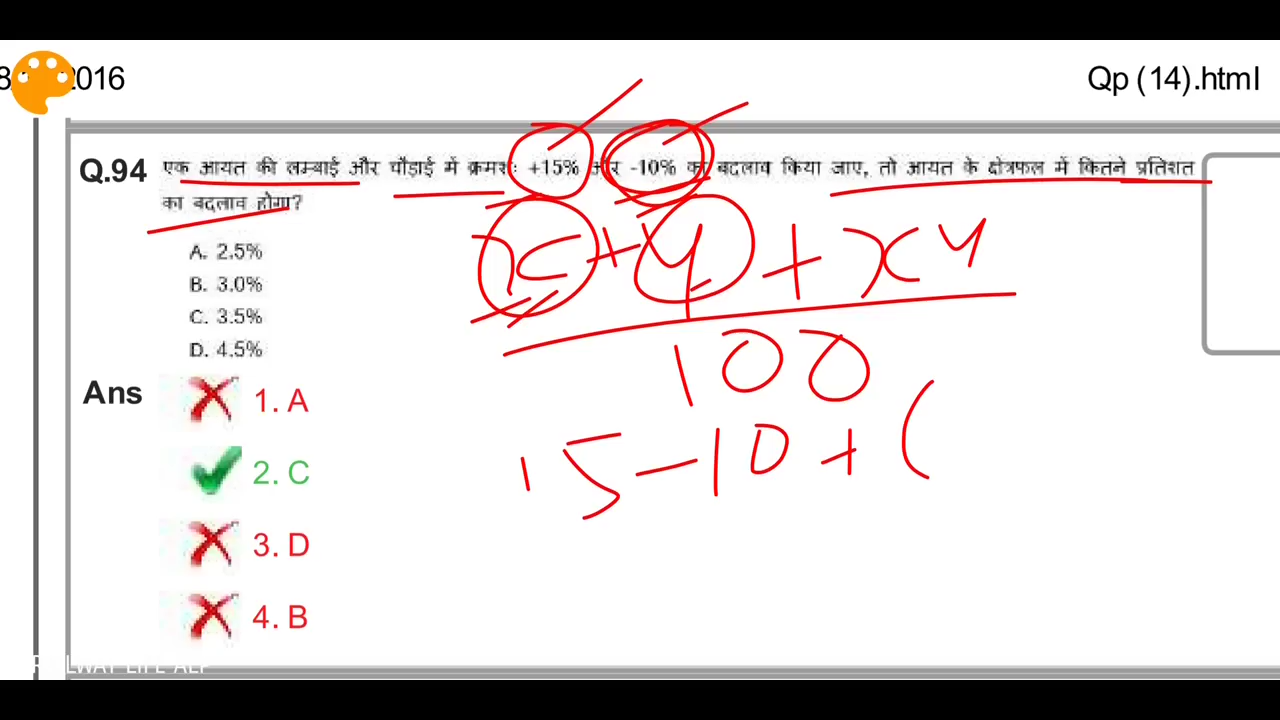 2016
Qp (14).html
Q.94 एक आयत की लम्बाई और चौड़ाई में क्रमशः +15% और -10% का बदलाव किया जाए, तो आयत के क्षेत्रफल में कितने प्रतिशत
का बदलाव होगा?
x+y+xy
A. 2.5%
B. 3.0%
C. 3.5%
100
D. 4.5%
Ans
1. A
15-10+(
2. C
3. D
4. B